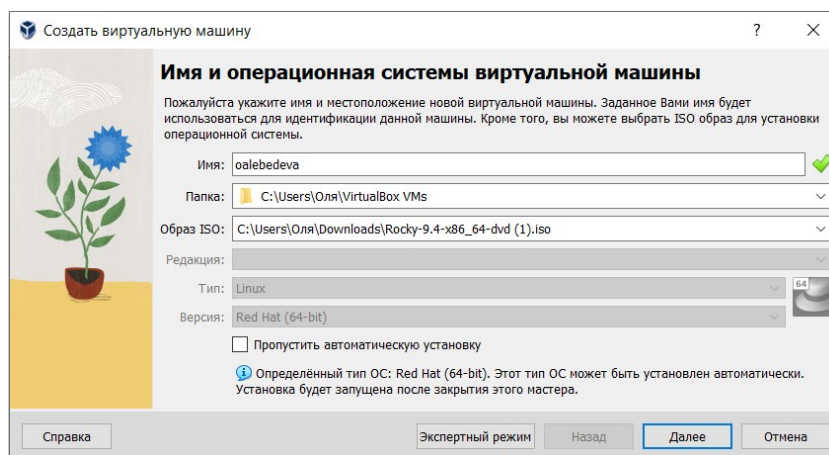 Создать виртуальную машину
?
Имя и операционная системы виртуальной машины
Пожалуйста укажите имя и местоположение новой виртуальной машины. Заданное Вами имя будет
использоваться для идентификации данной машины. Кроме того, вы можете выбрать ISO образ для установки
операционной системы.
Имя: oalebedeva
Папка: C:\Users\Оля\VirtualBox VMs
Образ ISO: C:\Users\Оля\Downloads\Rocky-9.4-x86_64-dvd (1).iso
Редакция:
Тип: Linux
64
Версия: Red Hat (64-bit)
Пропустить автоматическую установку
Определённый тип ОС: Red Hat (64-bit). Этот тип ОС может быть установлен автоматически.
Установка будет запущена после закрытия этого мастера.
Справка Экспертный режим Назад Далее Отмена